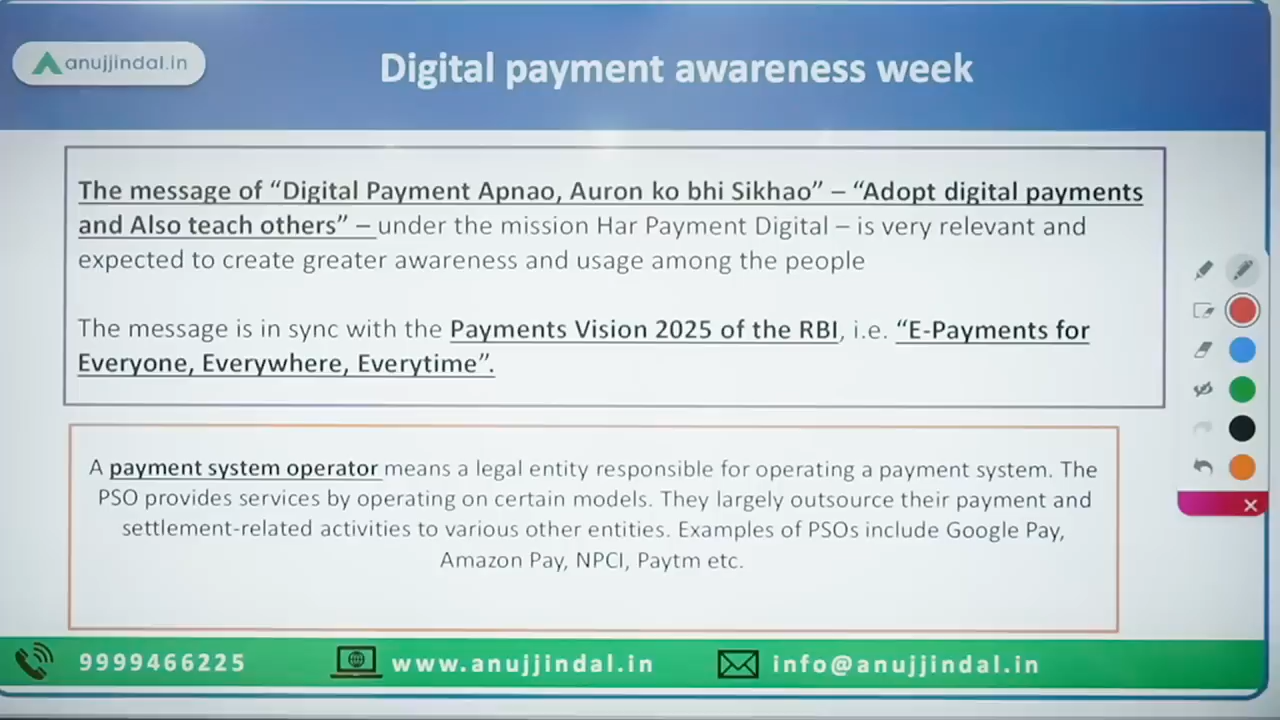 anujjindal.in
Digital payment awareness week
The message of “Digital Payment Apnao, Auron ko bhi Sikhao” – “Adopt digital payments
and Also teach others” – under the mission Har Payment Digital – is very relevant and
expected to create greater awareness and usage among the people
The message is in sync with the Payments Vision 2025 of the RBI, i.e. “E-Payments for
Everyone, Everywhere, Everytime”.
A payment system operator means a legal entity responsible for operating a payment system. The
PSO provides services by operating on certain models. They largely outsource their payment and
settlement-related activities to various other entities. Examples of PSOs include Google Pay,
Amazon Pay, NPCI, Paytm etc.
9999466225
www.anujjindal.in
info@anujjindal.in